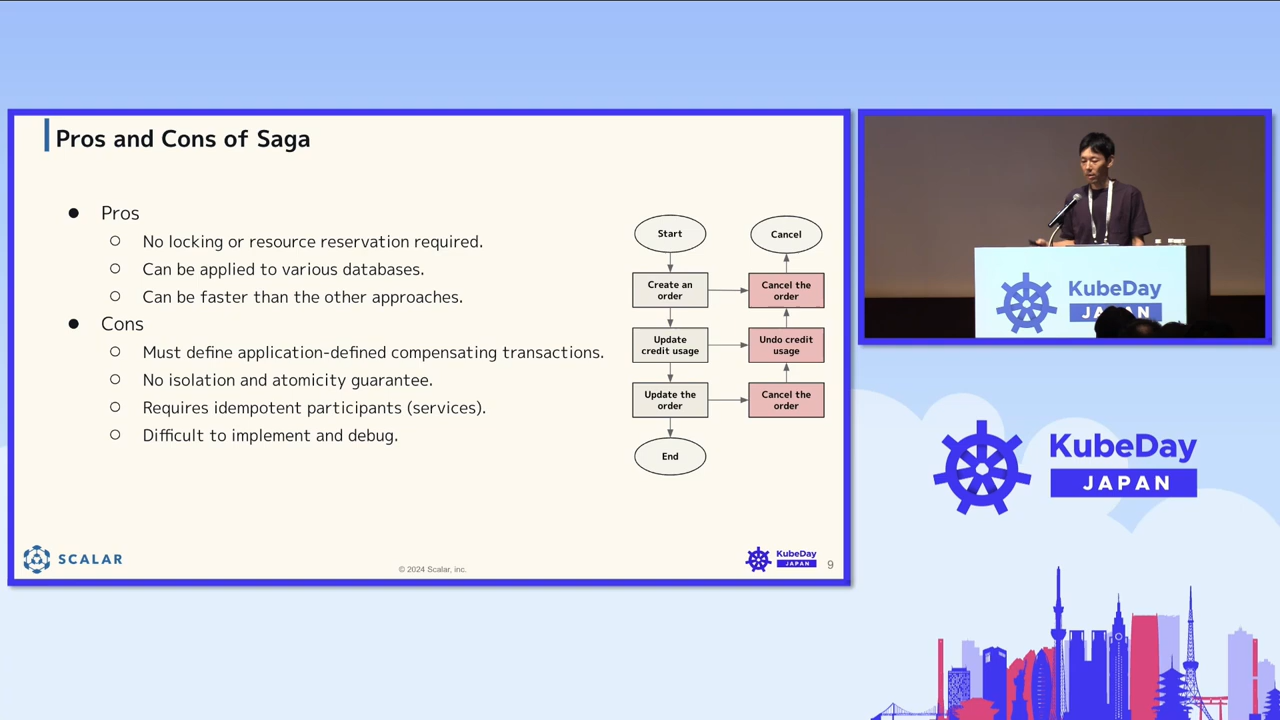 Pros and Cons of Saga
● Pros
○ No locking or resource reservation required.
○ Can be applied to various databases.
○ Can be faster than the other approaches.
● Cons
○ Must define application-defined compensating transactions.
○ No isolation and atomicity guarantee.
○ Requires idempotent participants (services).
○ Difficult to implement and debug.
Start
Cancel
Create an
order
Cancel the
order
Update
credit usage
Undo credit
usage
Update the
order
Cancel the
order
End
SCALAR
© 2024 Scalar, inc.
KubeDay
JAPAN
9
KubeDay
JAPAN
KubeDay
JAPAN